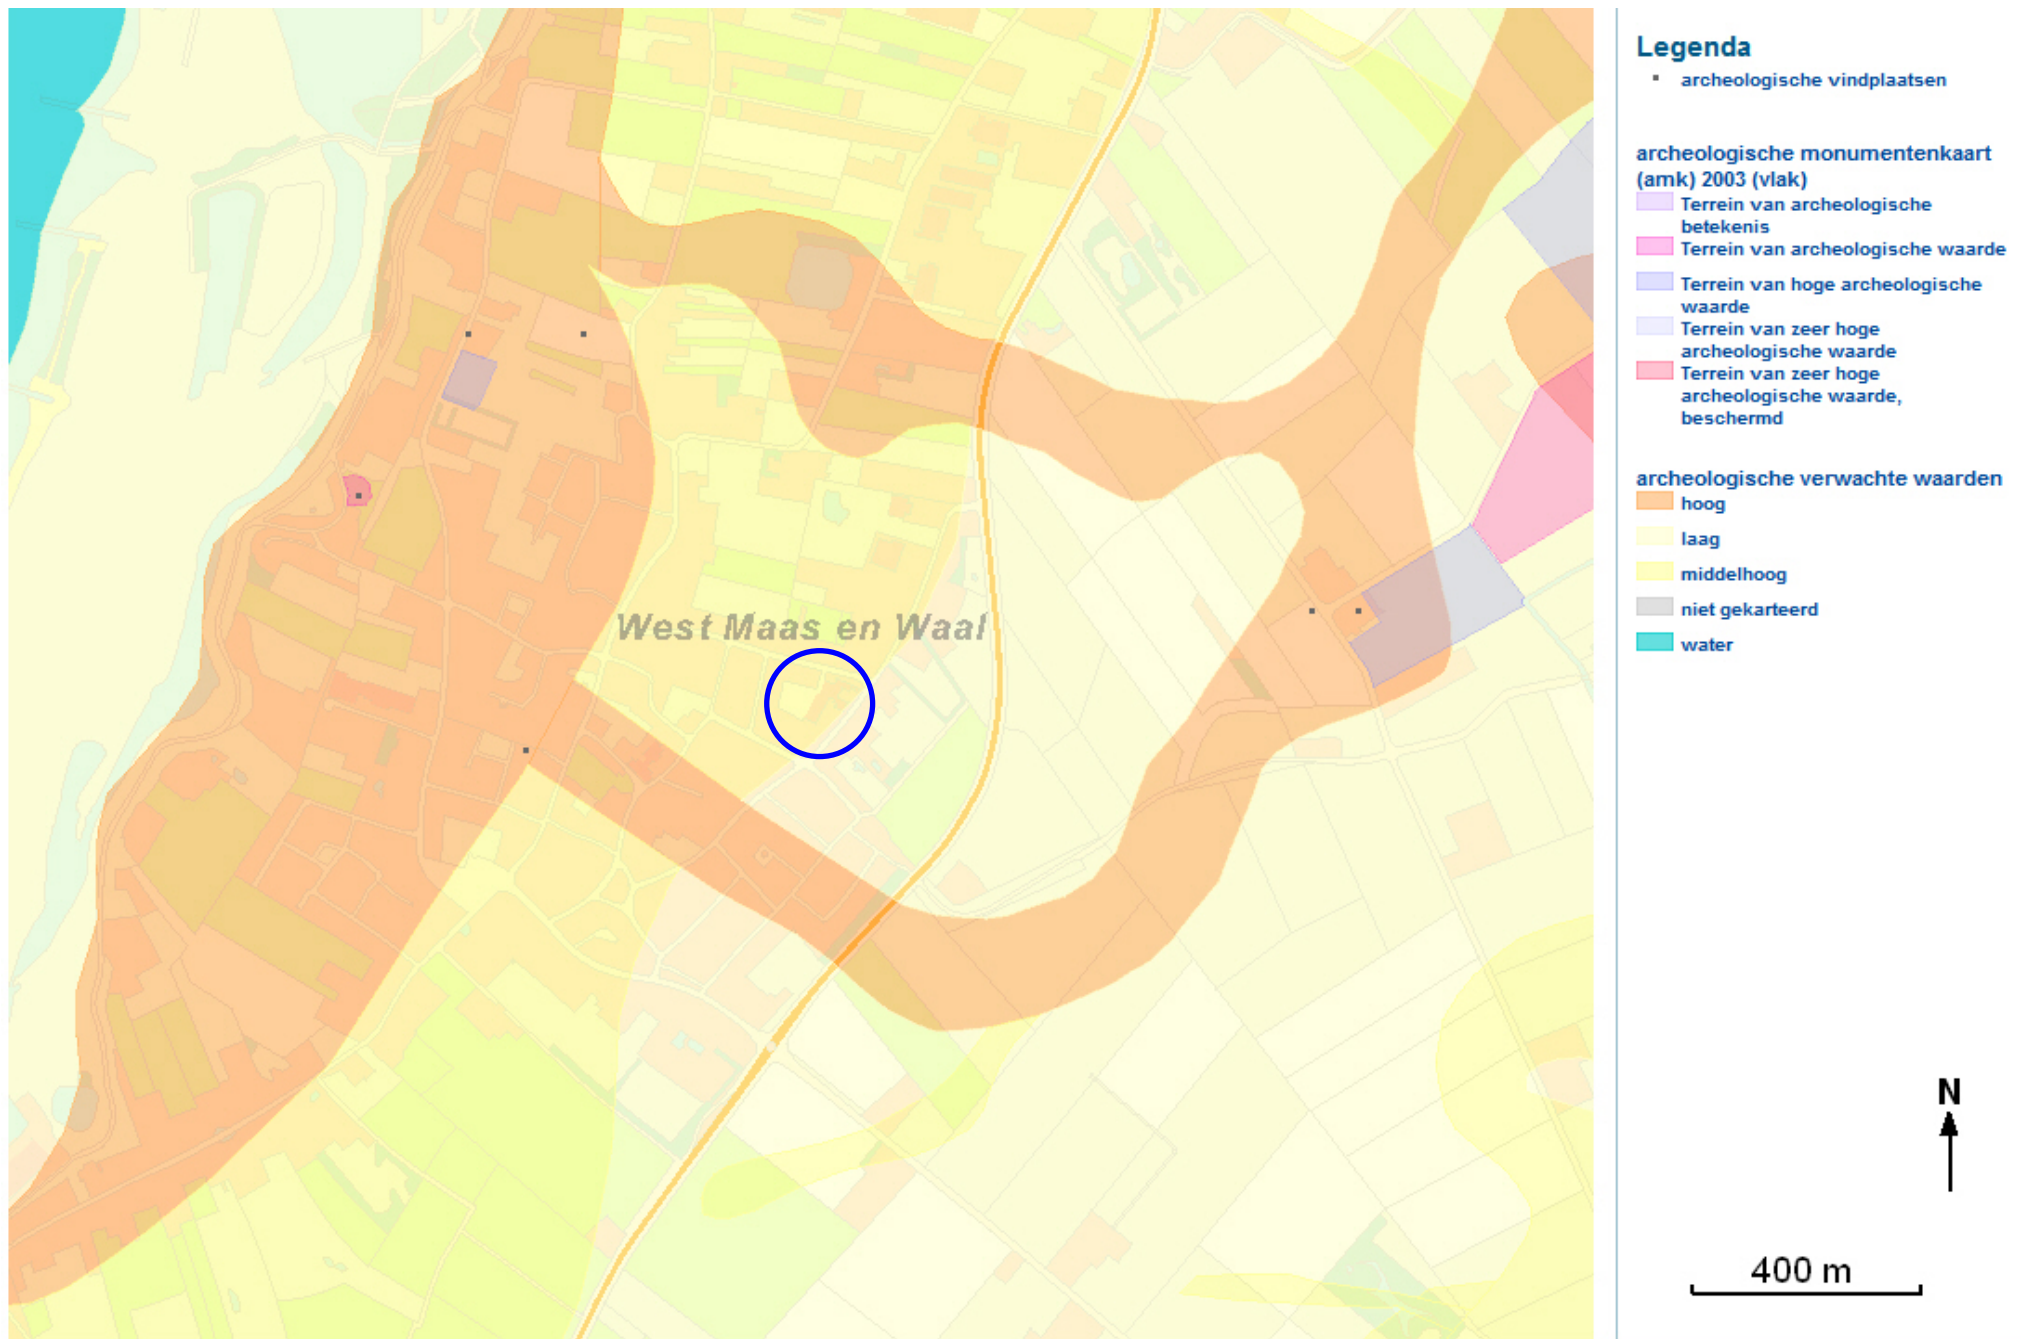 West Maas en Waal
Legenda
archeologische vindplaatsen
archeologische monumentenkaart
(amk) 2003 (vlak)
Terrein van archeologische
betekenis
Terrein van archeologische waarde
Terrein van hoge archeologische
waarde
Terrein van zeer hoge
archeologische waarde
Terrein van zeer hoge
archeologische waarde,
beschermd
archeologische verwachte waarden
hoog
laag
middelhoog
niet gekarteerd
water
N
400 m